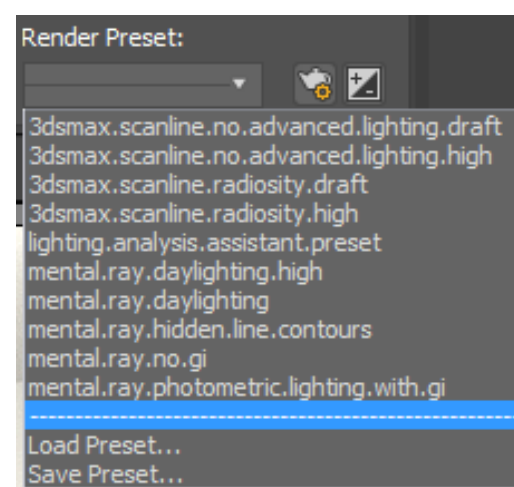 Render Preset:
3dsmax.scanline.no.advanced.lighting.draft
3dsmax.scanline.no.advanced.lighting.high
3dsmax.scanline.radiosity.draft
3dsmax.scanline.radiosity.high
lighting.analysis.assistant.preset
mental.ray.daylighting.high
mental.ray.daylighting
mental.ray.hidden.line.contours
mental.ray.no.gi
mental.ray.photometric.lighting.with.gi
Load Preset...
Save Preset...